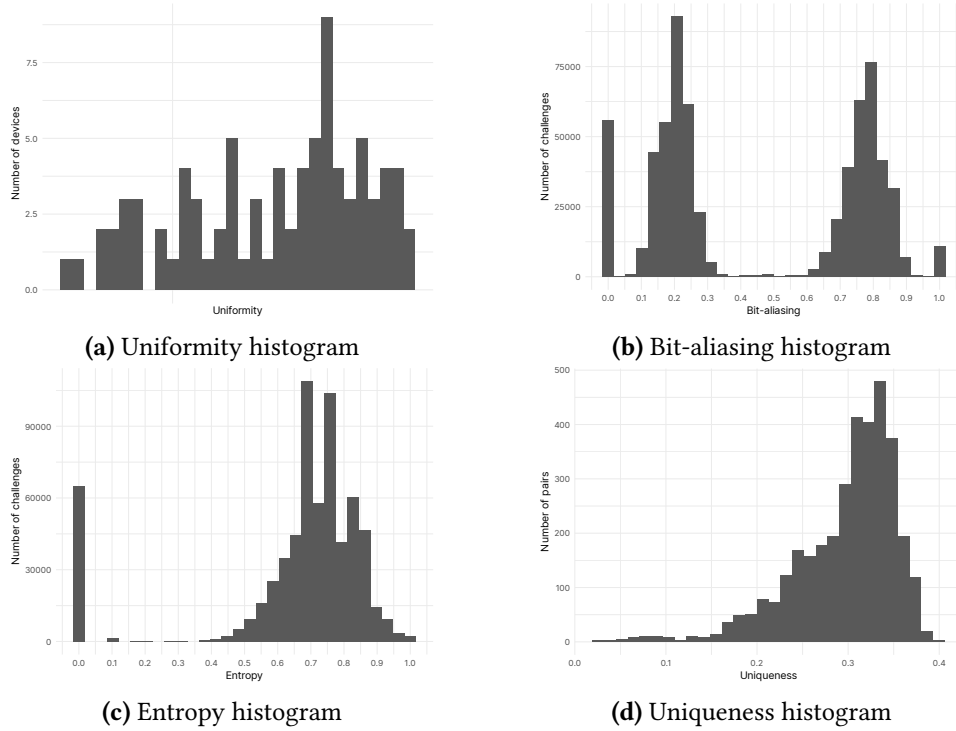 7.5
5.0
2.5
0.0
Number of devices
Uniformity
(a) Uniformity histogram
75000
50000
25000
0
Number of challenges
0.0 0.1 0.2 0.3 0.4 0.5 0.6 0.7 0.8 0.9 1.0
Bit-aliasing
(b) Bit-aliasing histogram
90000
60000
30000
0
Number of challenges
0.0 0.1 0.2 0.3 0.4 0.5 0.6 0.7 0.8 0.9 1.0
Entropy
(c) Entropy histogram
500
400
300
200
100
0
Number of pairs
0.0 0.1 0.2 0.3 0.4
Uniqueness
(d) Uniqueness histogram